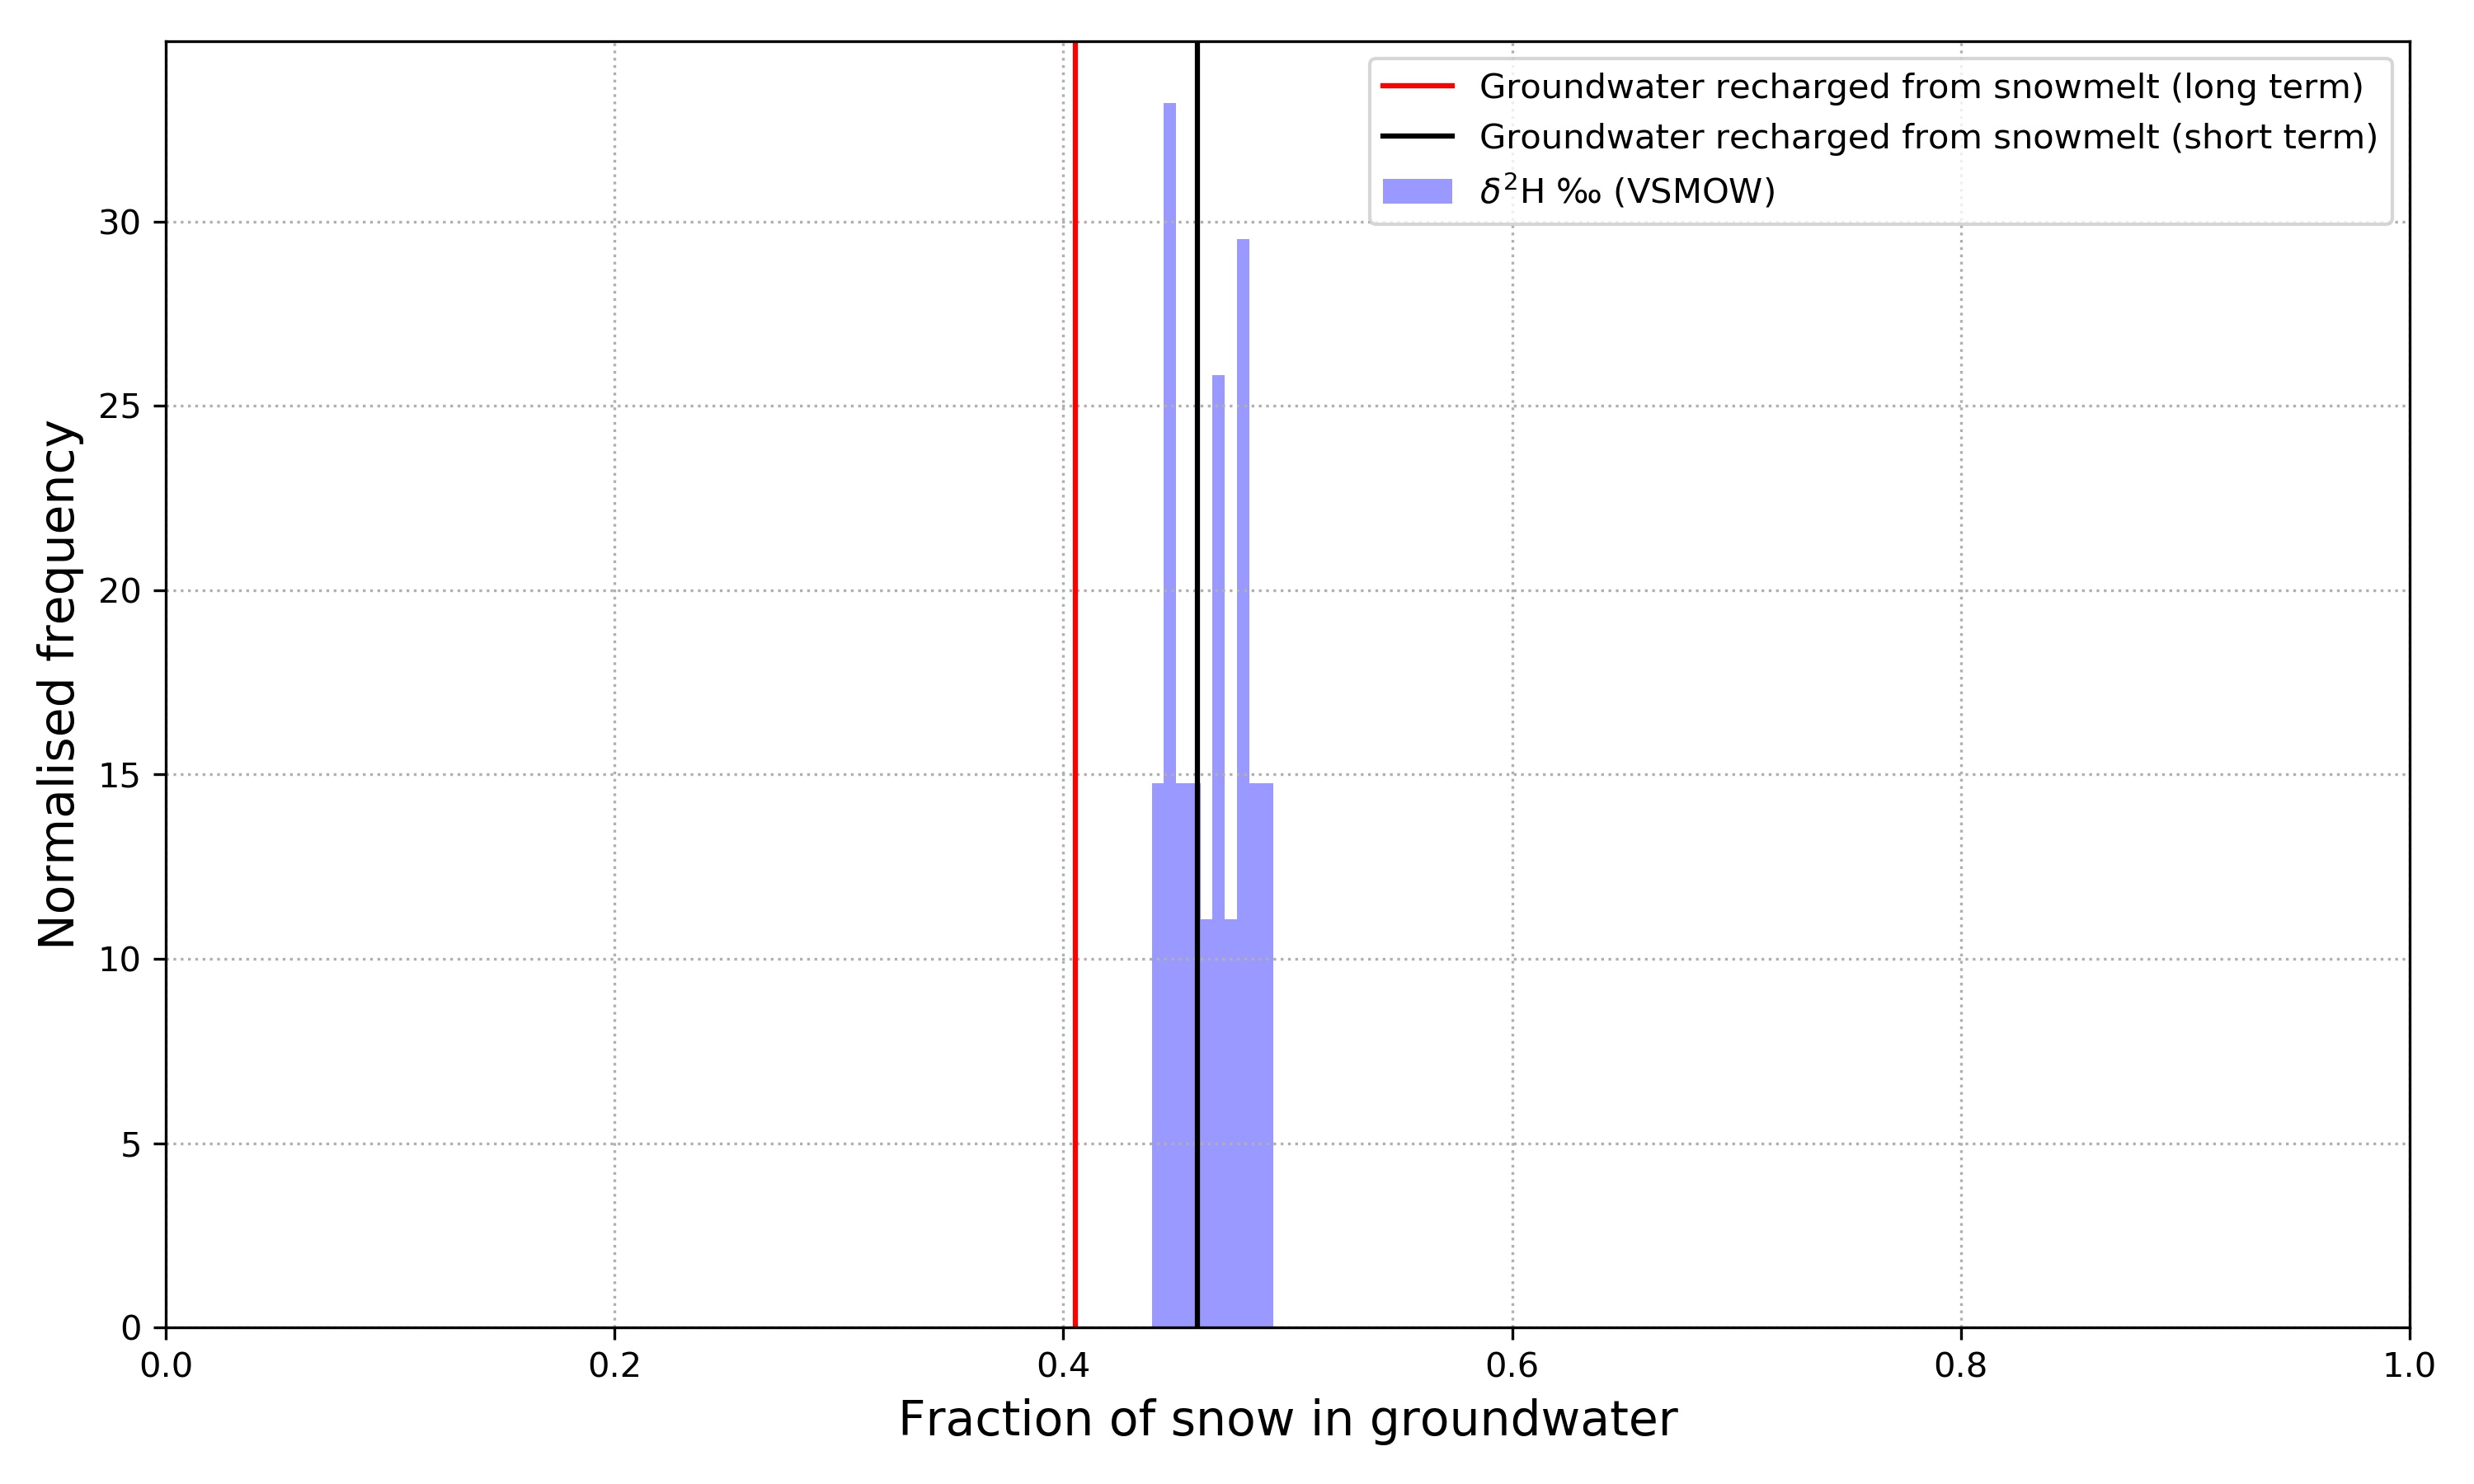 Groundwater recharged from snowmelt (long term)
Groundwater recharged from snowmelt (short term)
δ²H ‰ (VSMOW)
Normalised frequency
30
25
20
15
10
5
0
0.0 0.2 0.4 0.6 0.8 1.0
Fraction of snow in groundwater